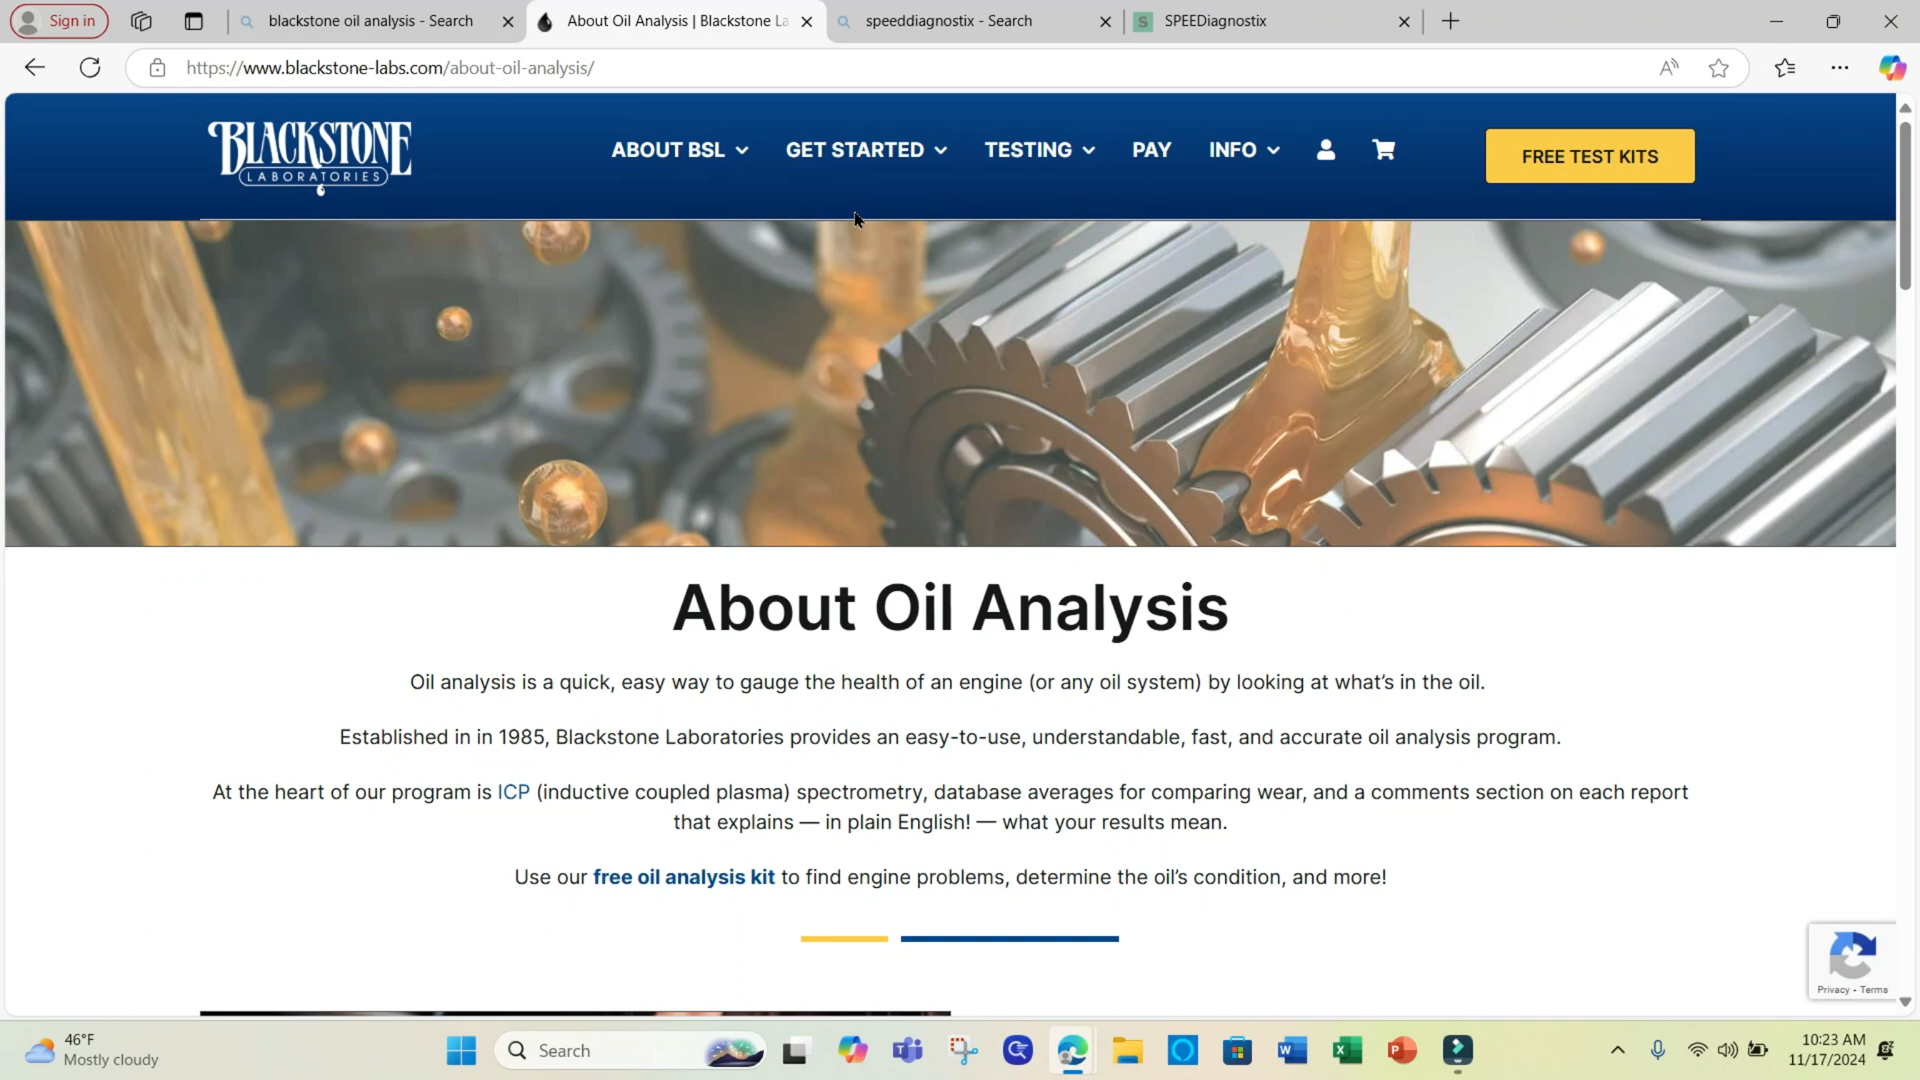 Sign in
blackstone oil analysis - Search
About Oil Analysis | Blackstone La
speeddiagnostix - Search
S
SPEEDiagnostix
https://www.blackstone-labs.com/about-oil-analysis/
BLACKSTONE
LABORATORIES
ABOUT BSL
GET STARTED
TESTING
PAY
INFO
FREE TEST KITS
About Oil Analysis
Oil analysis is a quick, easy way to gauge the health of an engine (or any oil system) by looking at what's in the oil.
Established in in 1985, Blackstone Laboratories provides an easy-to-use, understandable, fast, and accurate oil analysis program.
At the heart of our program is ICP (inductive coupled plasma) spectrometry, database averages for comparing wear, and a comments section on each report
that explains — in plain English! — what your results mean.
Use our free oil analysis kit to find engine problems, determine the oil's condition, and more!
Privacy - Terms
46°F
Mostly cloudy
Search
10:23 AM
11/17/2024